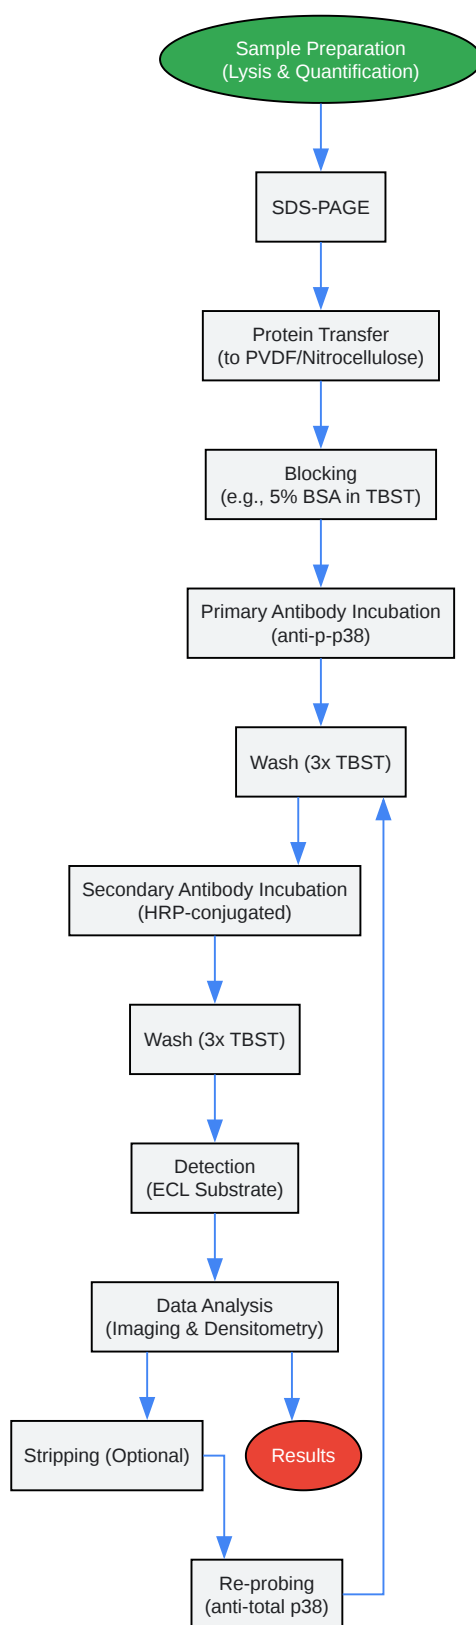 Sample Preparation
(Lysis & Quantification)
SDS-PAGE
Protein Transfer
(to PVDF/Nitrocellulose)
Blocking
(e.g., 5% BSA in TBST)
Primary Antibody Incubation
(anti-p-p38)
Wash (3x TBST)
Secondary Antibody Incubation
(HRP-conjugated)
Wash (3x TBST)
Detection
(ECL Substrate)
Data Analysis
(Imaging & Densitometry)
Stripping (Optional)
Results
Re-probing
(anti-total p38)